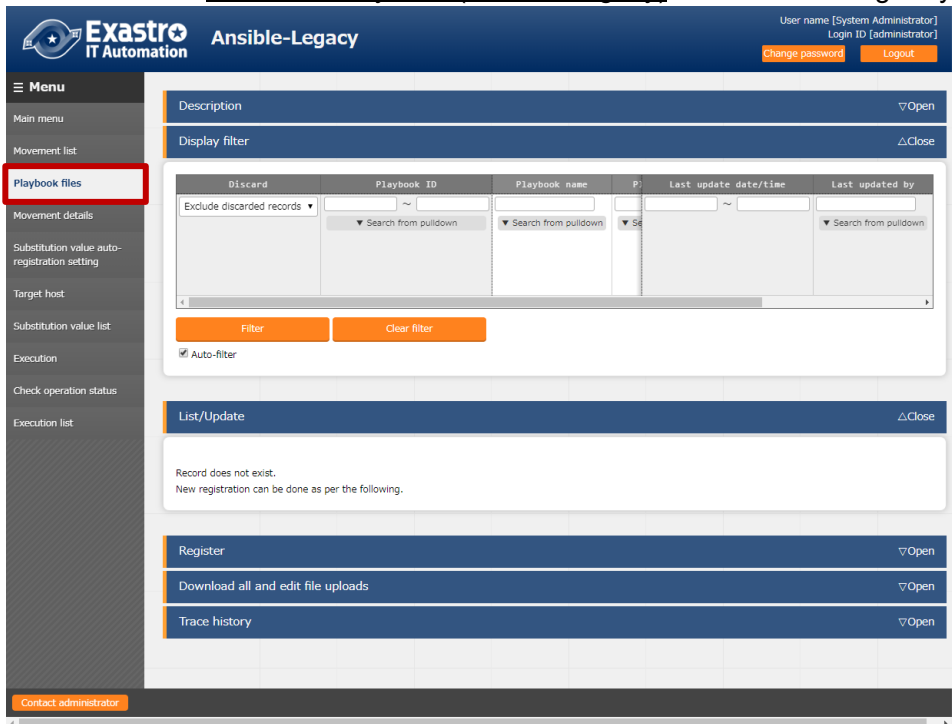 Exastro
IT Automation
Ansible-Legacy
User name [System Administrator]
Login ID [administrator]
Change password
Logout
☰ Menu
Main menu
Movement list
Playbook files
Movement details
Substitution value auto-
registration setting
Target host
Substitution value list
Execution
Check operation status
Execution list
Description
▽Open
Display filter
△Close
Discard
Playbook ID
Playbook name
Pl
Last update date/time
Last updated by
Exclude discarded records ▼
~
~
▼ Search from pulldown
▼ Search from pulldown
▼ Se
▼ Search from pulldown
Filter
Clear filter
Auto-filter
List/Update
△Close
Record does not exist.
New registration can be done as per the following.
Register
▽Open
Download all and edit file uploads
▽Open
Trace history
▽Open
Contact administrator